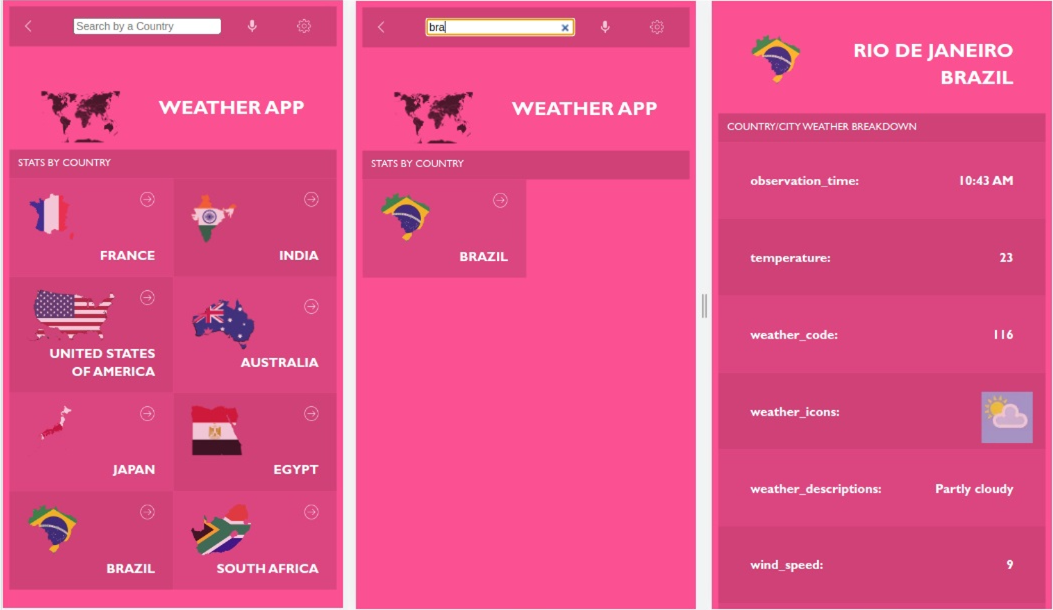 Search by a Country
WEATHER APP
STATS BY COUNTRY
FRANCE
INDIA
UNITED STATES
OF AMERICA
AUSTRALIA
JAPAN
EGYPT
BRAZIL
SOUTH AFRICA
bra
WEATHER APP
STATS BY COUNTRY
BRAZIL
RIO DE JANEIRO
BRAZIL
COUNTRY/CITY WEATHER BREAKDOWN
observation_time: 10:43 AM
temperature: 23
weather_code: 116
weather_icons:
weather_descriptions: Partly cloudy
wind_speed: 9